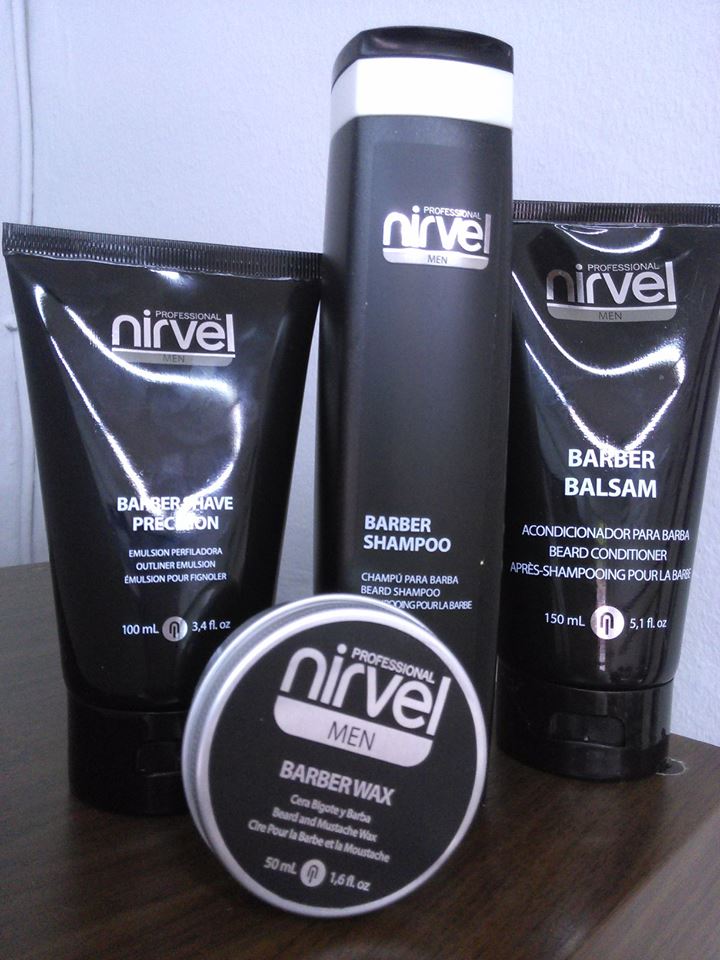 PROFESSIONAL
nirvel
MEN
BARBER SHAVE
PRECISION
EMULSION PERFILADORA
OUTLINER EMULSION
ÉMULSION POUR FIGNOLER
100 mL 3,4 fl. oz
PROFESSIONAL
nirvel
MEN
BARBER
SHAMPOO
CHAMPÚ PARA BARBA
BEARD SHAMPOO
SHAMPOOING POUR LA BARBE
PROFESSIONAL
nirvel
MEN
BARBER
BALSAM
ACONDICIONADOR PARA BARBA
BEARD CONDITIONER
APRÈS-SHAMPOOING POUR LA BARBE
150 mL 5,1 fl. oz
PROFESSIONAL
nirvel
MEN
BARBER WAX
Cera Bigote y Barba
Beard and Mustache Wax
Cire Pour la Barbe et la Moustache
50 mL 1,6 fl. oz